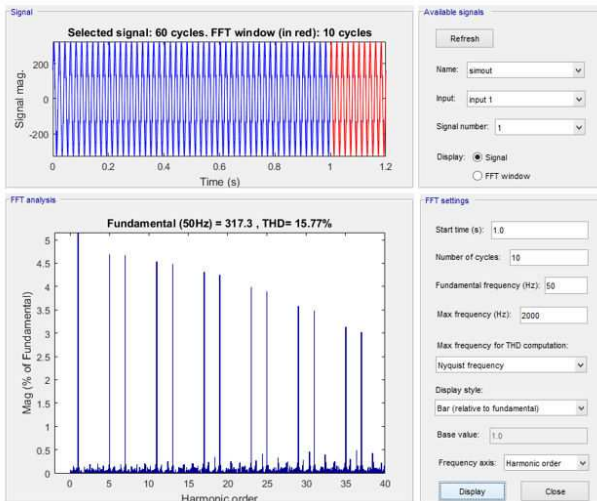 Signal
Selected signal: 60 cycles. FFT window (in red): 10 cycles
200
0
-200
Signal mag.
0 0.2 0.4 0.6 0.8 1 1.2
Time (s)
FFT analysis
Fundamental (50Hz) = 317.3 , THD= 15.77%
5
4.5
4
3.5
3
2.5
2
1.5
1
0.5
0
Mag (% of Fundamental)
0 5 10 15 20 25 30 35 40
Harmonic order
Available signals
Refresh
Name: simout
Input: input 1
Signal number: 1
Display: Signal
FFT window
FFT settings
Start time (s): 1.0
Number of cycles: 10
Fundamental frequency (Hz): 50
Max frequency (Hz): 2000
Max frequency for THD computation:
Nyquist frequency
Display style:
Bar (relative to fundamental)
Base value: 1.0
Frequency axis: Harmonic order
Display Close